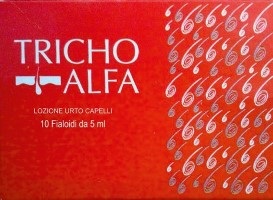 TRICHO
ALFA
LOZIONE URTO CAPELLI
10 Fialoidi da 5 ml